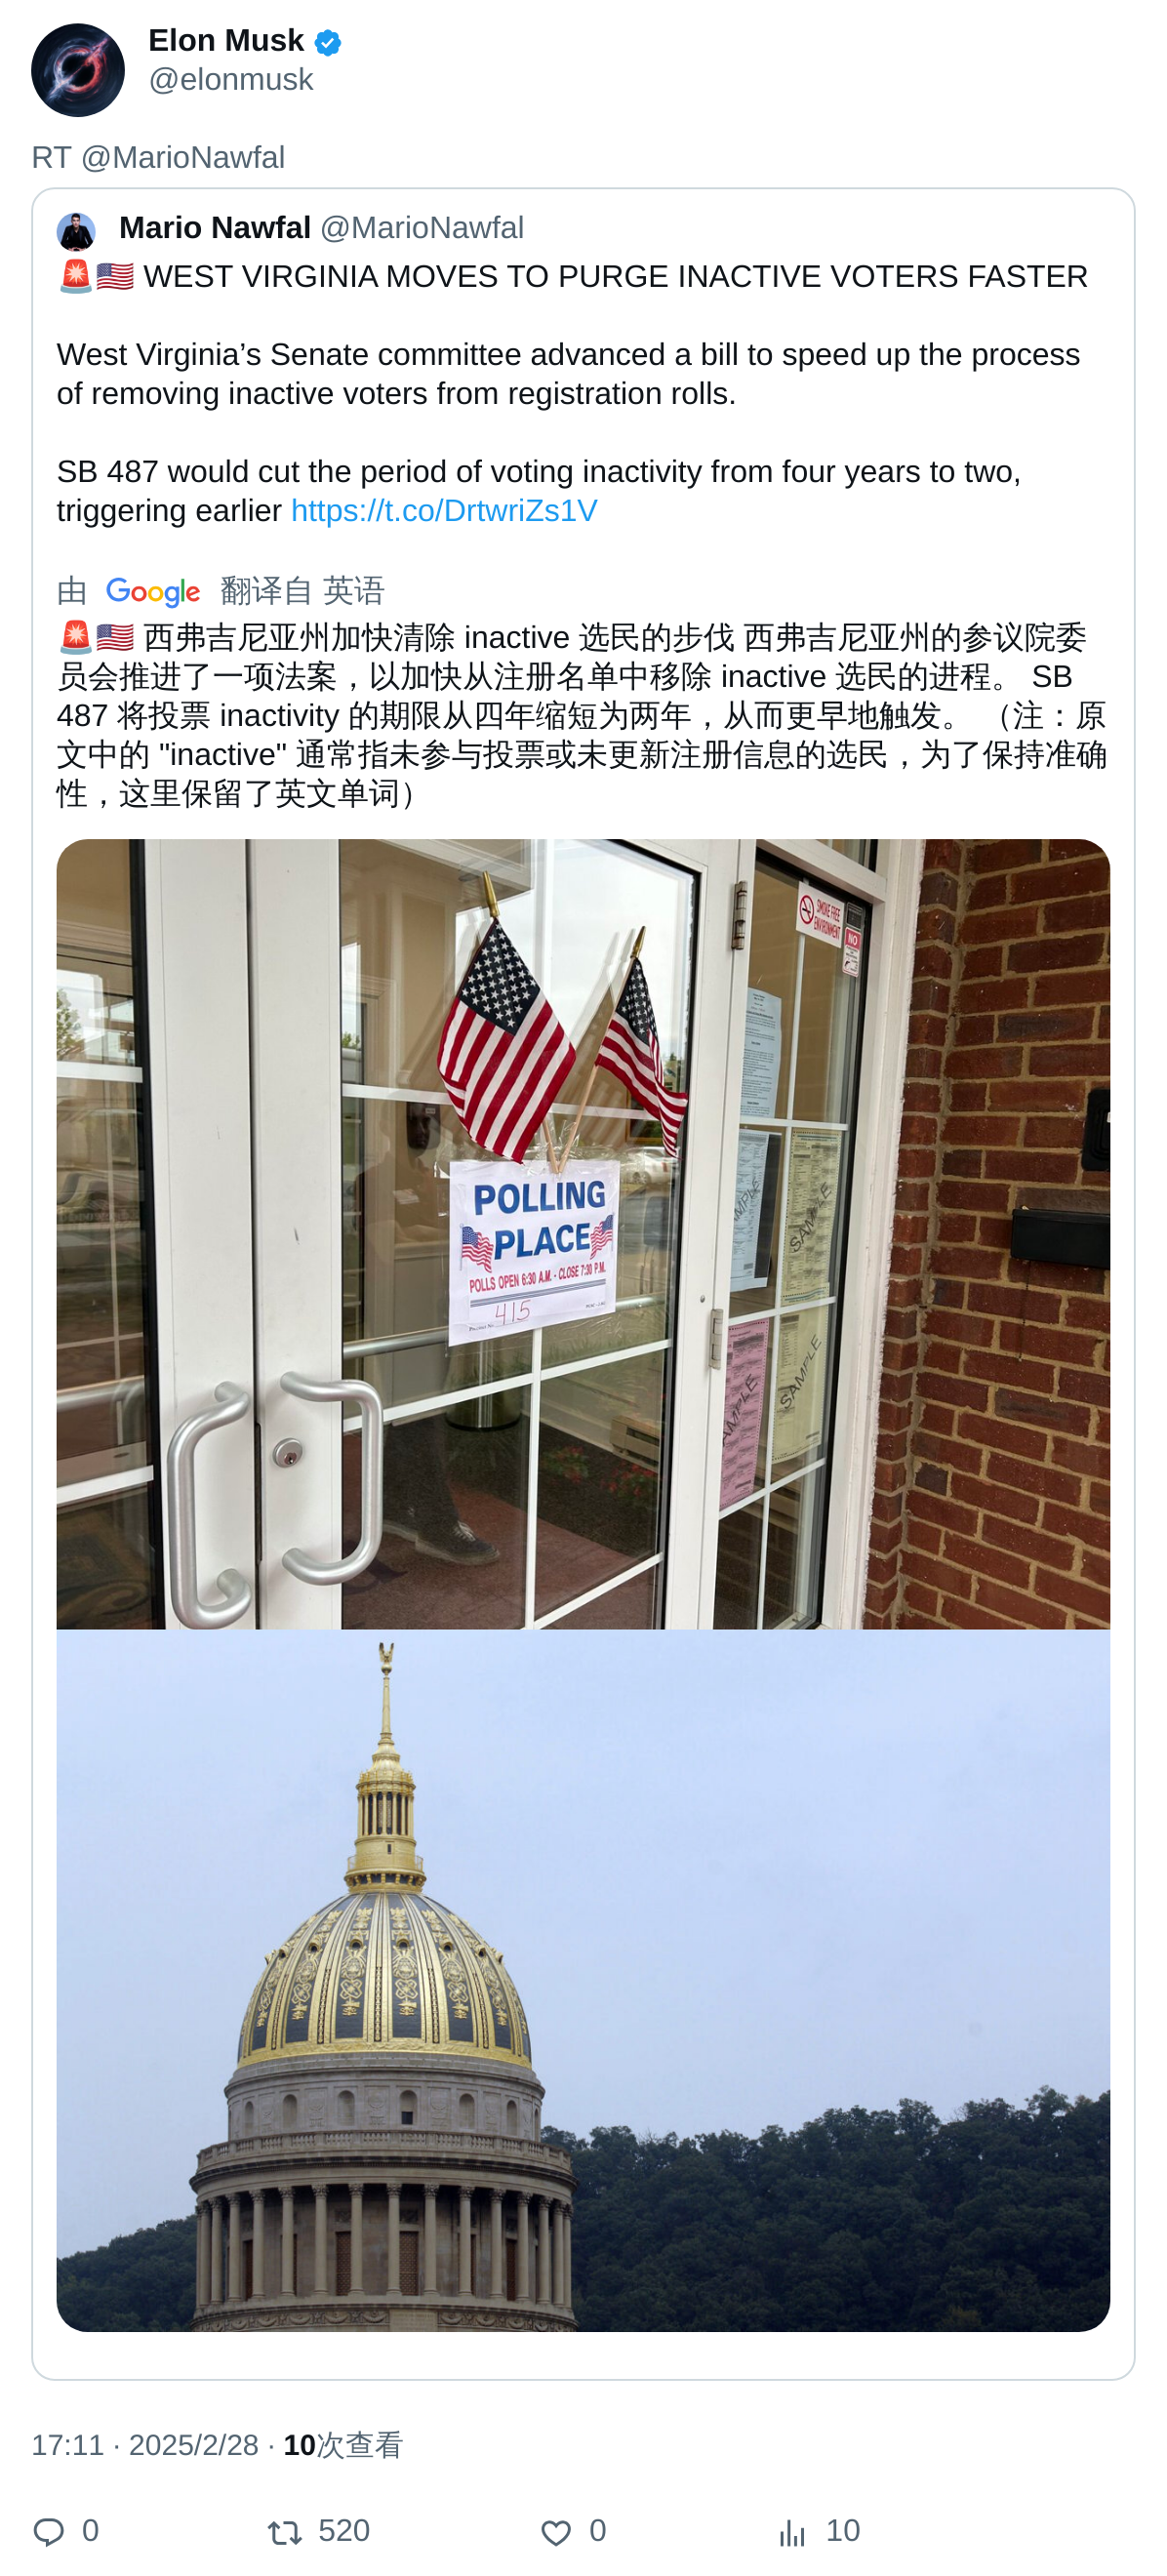 Elon Musk
@elonmusk
RT @MarioNawfal
Mario Nawfal @MarioNawfal
🚨🇺🇸 WEST VIRGINIA MOVES TO PURGE INACTIVE VOTERS FASTER
West Virginia’s Senate committee advanced a bill to speed up the process
of removing inactive voters from registration rolls.
SB 487 would cut the period of voting inactivity from four years to two,
triggering earlier https://t.co/DrtwriZs1V
由 Google 翻译自 英语
🚨🇺🇸 西弗吉尼亚州加快清除 inactive 选民的步伐 西弗吉尼亚州的参议院委
员会推进了一项法案，以加快从注册名单中移除 inactive 选民的进程。 SB
487 将投票 inactivity 的期限从四年缩短为两年，从而更早地触发。 （注：原
文中的 "inactive" 通常指未参与投票或未更新注册信息的选民，为了保持准确
性，这里保留了英文单词）
SMOKE FREE
ENVIRONMENT
NO
POLLING
PLACE
POLLS OPEN 6:30 A.M. - CLOSE 7:30 P.M.
415
SAMPLE
SAMPLE
17:11 · 2025/2/28 · 10次查看
0 520 0 10